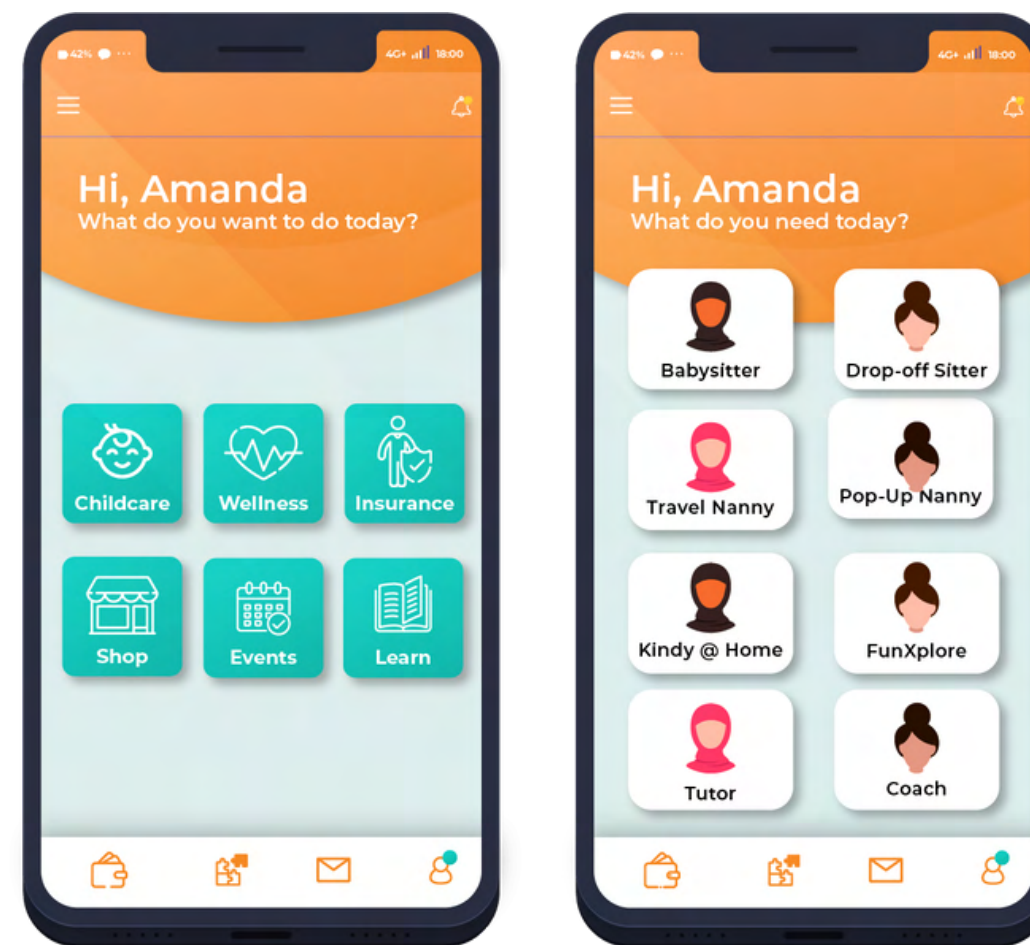 42% ...
4G+ 18:00
Hi, Amanda
What do you want to do today?
Childcare
Wellness
Insurance
Shop
Events
Learn
42% ...
4G+ 18:00
Hi, Amanda
What do you need today?
Babysitter
Drop-off Sitter
Travel Nanny
Pop-Up Nanny
Kindy @ Home
FunXplore
Tutor
Coach